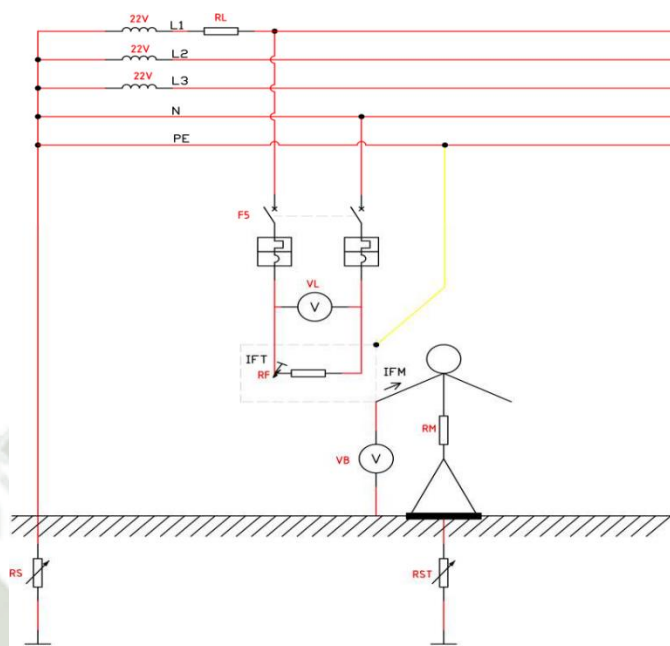 22V L1 RL
22V L2
22V L3
N
PE
F5
VL
V
IFT
RF
IFM
RM
VB
V
RS
RST